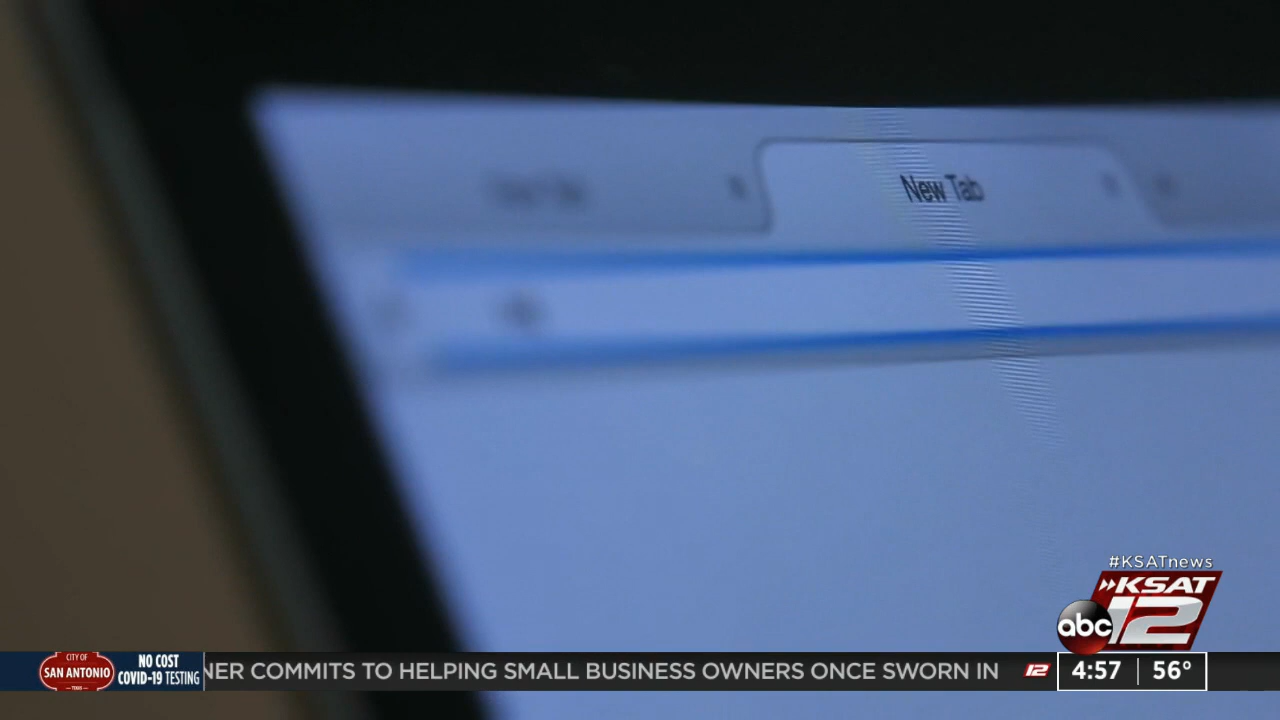 New Tab
#KSATnews
KSAT
abc 12
CITY OF
SAN ANTONIO
TEXAS
NO COST
COVID-19 TESTING
NER COMMITS TO HELPING SMALL BUSINESS OWNERS ONCE SWORN IN
12
4:57
56°